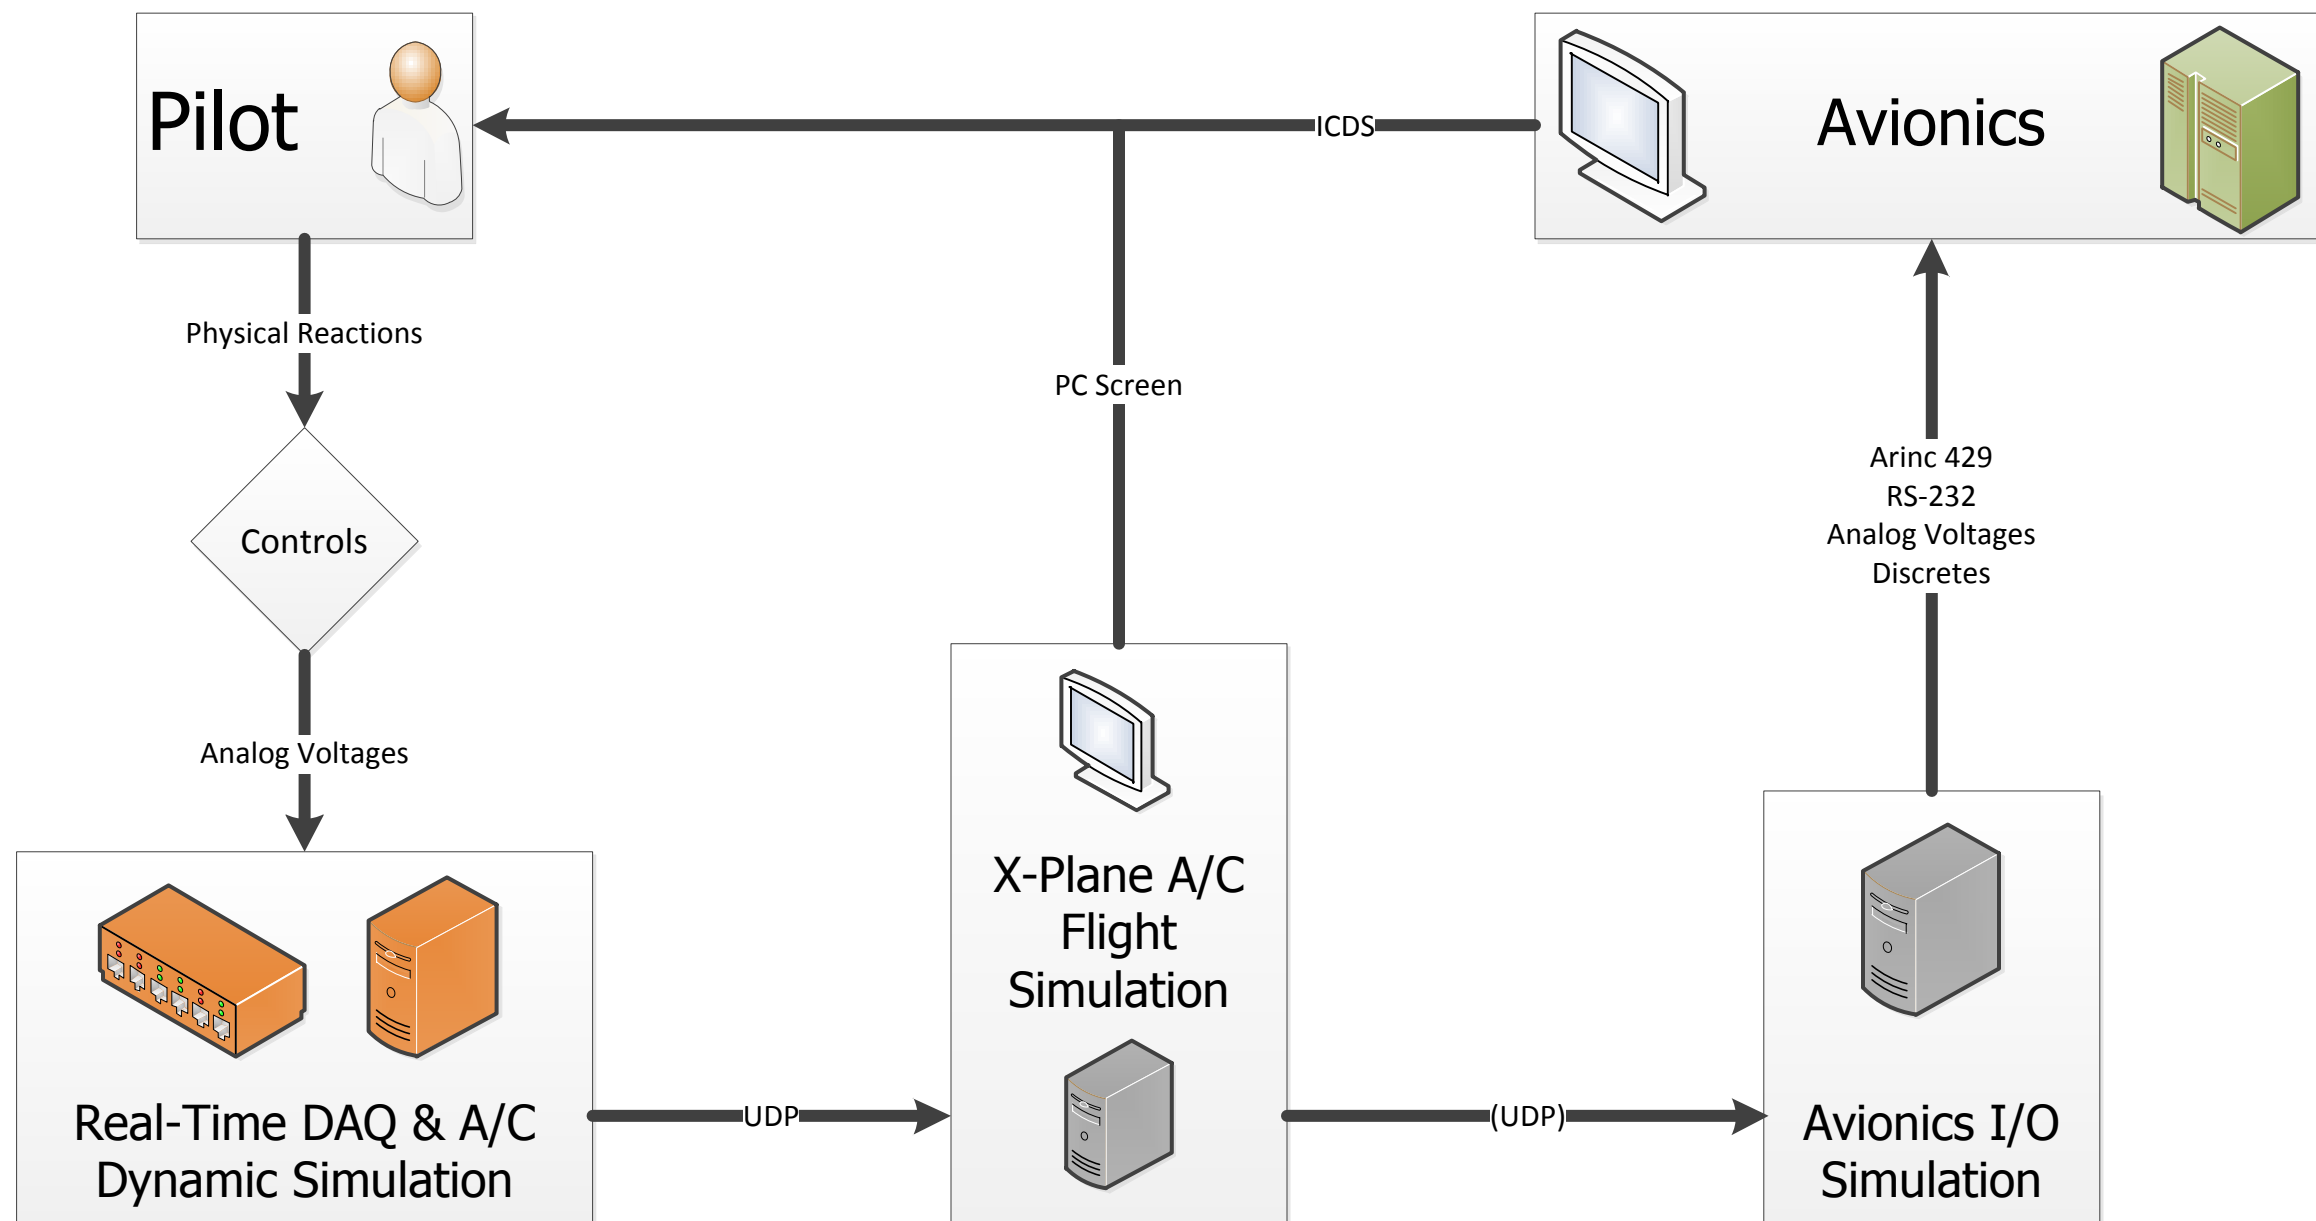 Pilot
ICDS
Avionics
Physical Reactions
PC Screen
Arinc 429
RS-232
Analog Voltages
Discretes
Controls
Analog Voltages
X-Plane A/C
Flight
Simulation
Real-Time DAQ & A/C
Dynamic Simulation
UDP
(UDP)
Avionics I/O
Simulation